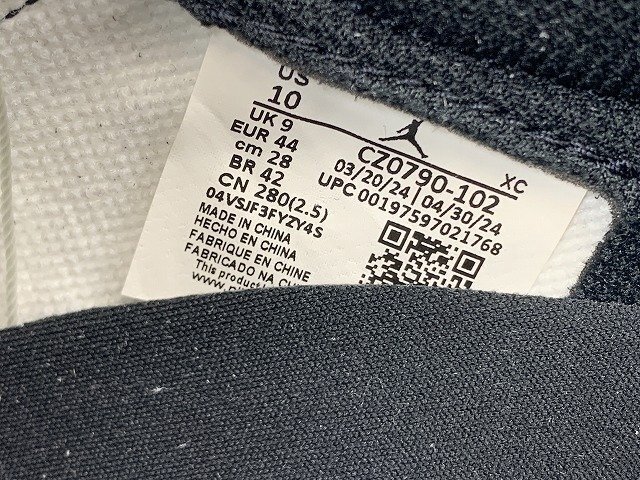 US
10
UK 9
EUR 44
cm 28
BR 42
CN 280(2.5)
04VSJF3FYZY4S
MADE IN CHINA
HECHO EN CHINA
FABRIQUE EN CHINE
FABRICADO NA
This product
XC
CZ0790-102
03/20/24 | 04/30/24
UPC 00197597021768